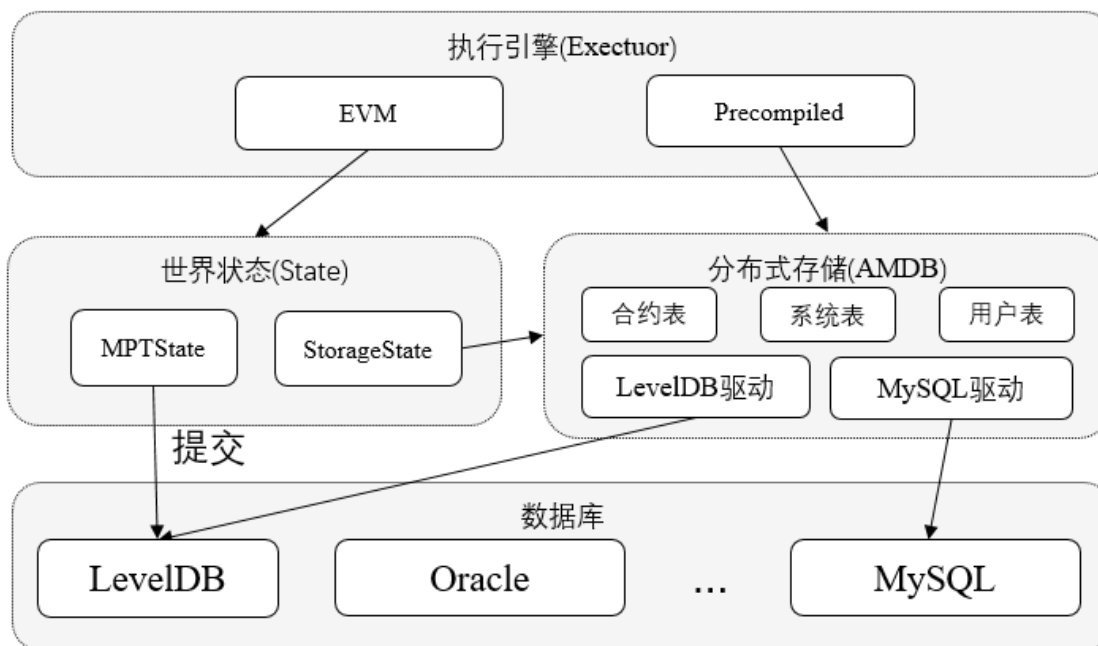 执行引擎(Exectuor)
EVM
Precompiled
世界状态(State)
MPTState
StorageState
分布式存储(AMDB)
合约表
系统表
用户表
LevelDB驱动
MySQL驱动
提交
数据库
LevelDB
Oracle
...
MySQL